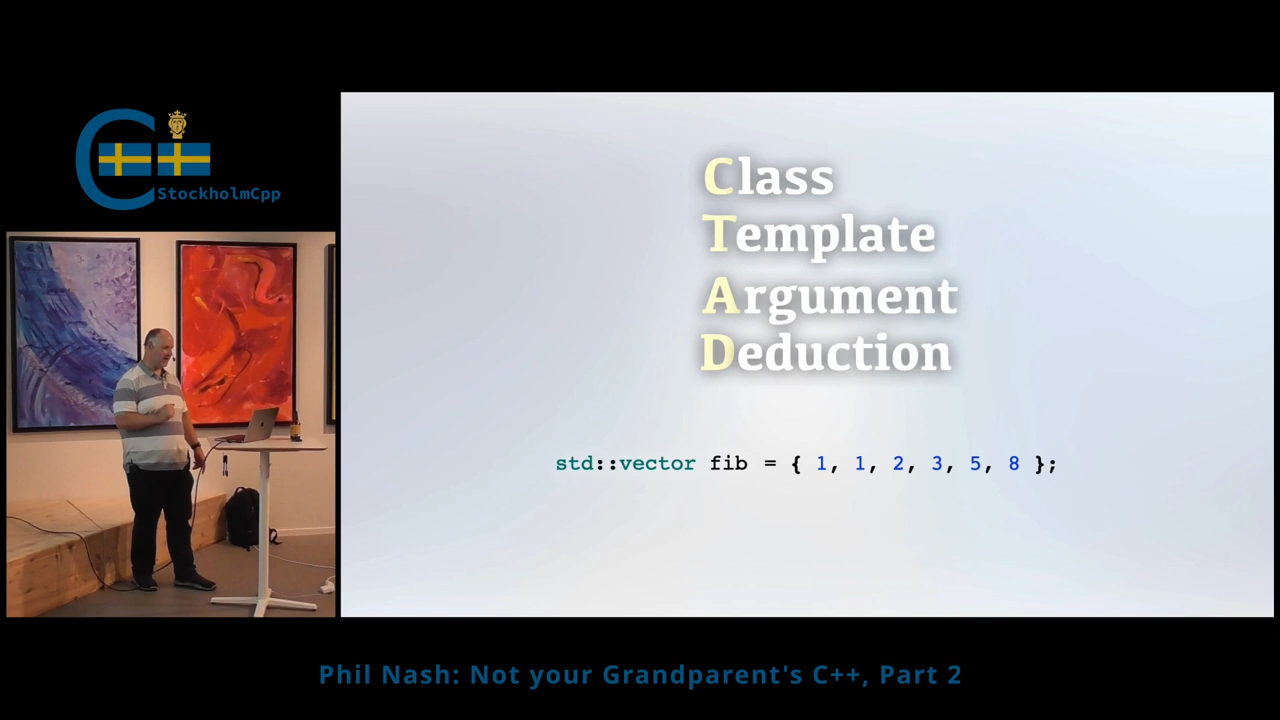 StockholmCpp
Class
Template
Argument
Deduction
std::vector fib = { 1, 1, 2, 3, 5, 8 };
Phil Nash: Not your Grandparent's C++, Part 2